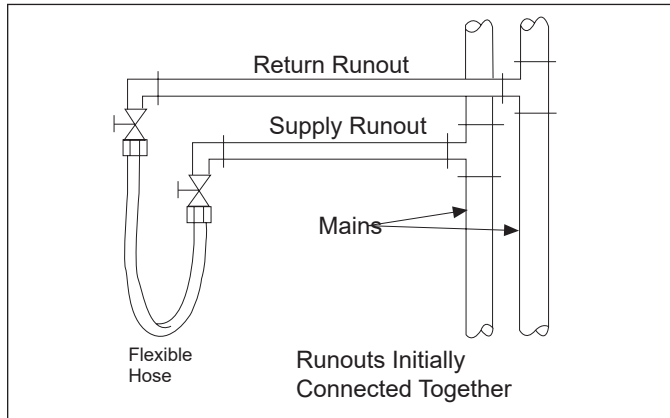 Return Runout
Supply Runout
Mains
Flexible
Hose
Runouts Initially
Connected Together